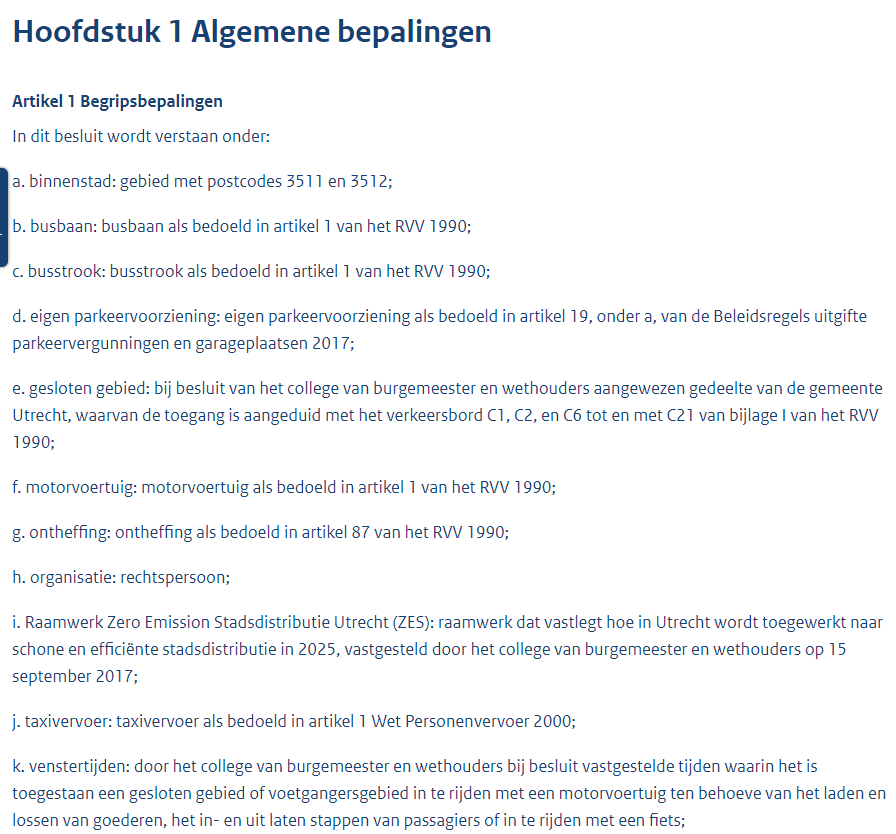 Hoofdstuk 1 Algemene bepalingen
Artikel 1 Begripsbepalingen
In dit besluit wordt verstaan onder:
a. binnenstad: gebied met postcodes 3511 en 3512;
b. busbaan: busbaan als bedoeld in artikel 1 van het RVV 1990;
c. busstrook: busstrook als bedoeld in artikel 1 van het RVV 1990;
d. eigen parkeervoorziening: eigen parkeervoorziening als bedoeld in artikel 19, onder a, van de Beleidsregels uitgifte
parkeervergunningen en garageplaatsen 2017;
e. gesloten gebied: bij besluit van het college van burgemeester en wethouders aangewezen gedeelte van de gemeente
Utrecht, waarvan de toegang is aangeduid met het verkeersbord C1, C2, en C6 tot en met C21 van bijlage I van het RVV
1990;
f. motorvoertuig: motorvoertuig als bedoeld in artikel 1 van het RVV 1990;
g. ontheffing: ontheffing als bedoeld in artikel 87 van het RVV 1990;
h. organisatie: rechtspersoon;
i. Raamwerk Zero Emission Stadsdistributie Utrecht (ZES): raamwerk dat vastlegt hoe in Utrecht wordt toegewerkt naar
schone en efficiënte stadsdistributie in 2025, vastgesteld door het college van burgemeester en wethouders op 15
september 2017;
j. taxivervoer: taxivervoer als bedoeld in artikel 1 Wet Personenvervoer 2000;
k. venstertijden: door het college van burgemeester en wethouders bij besluit vastgestelde tijden waarin het is
toegestaan een gesloten gebied of voetgangersgebied in te rijden met een motorvoertuig ten behoeve van het laden en
lossen van goederen, het in- en uit laten stappen van passagiers of in te rijden met een fiets;